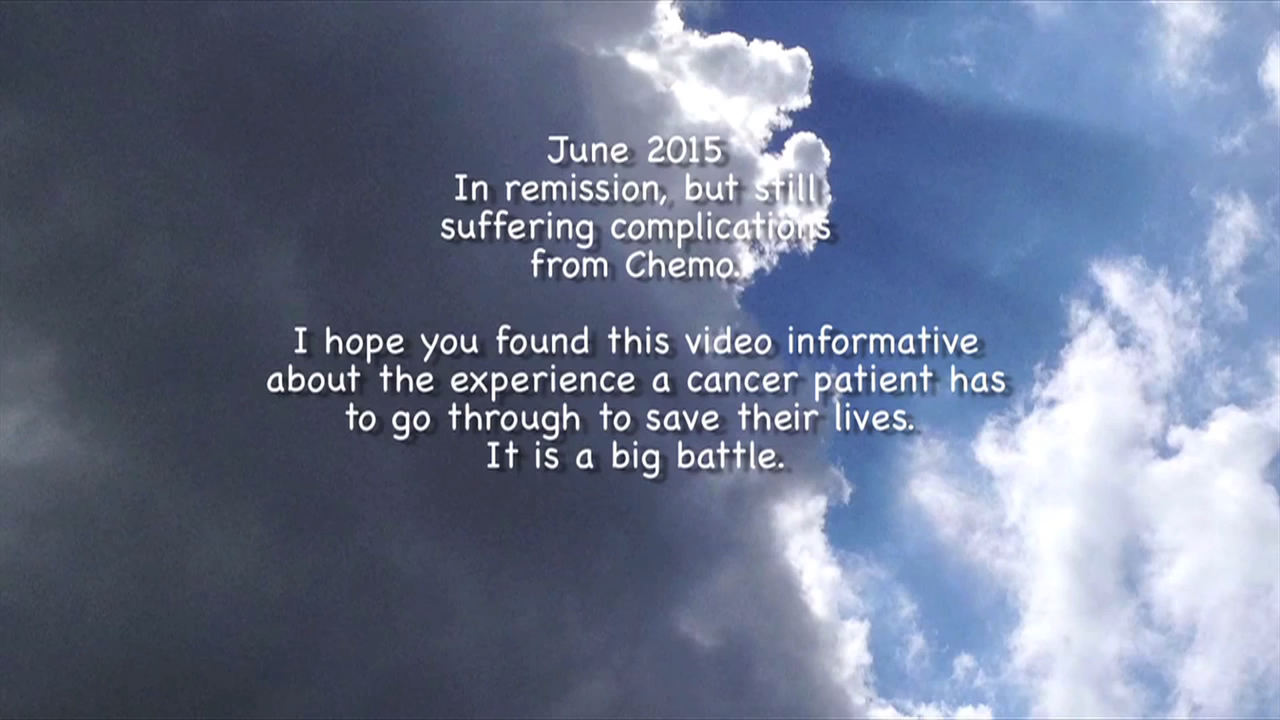 June 2015
In remission, but still
suffering complications
from Chemo.
I hope you found this video informative
about the experience a cancer patient has
to go through to save their lives.
It is a big battle.